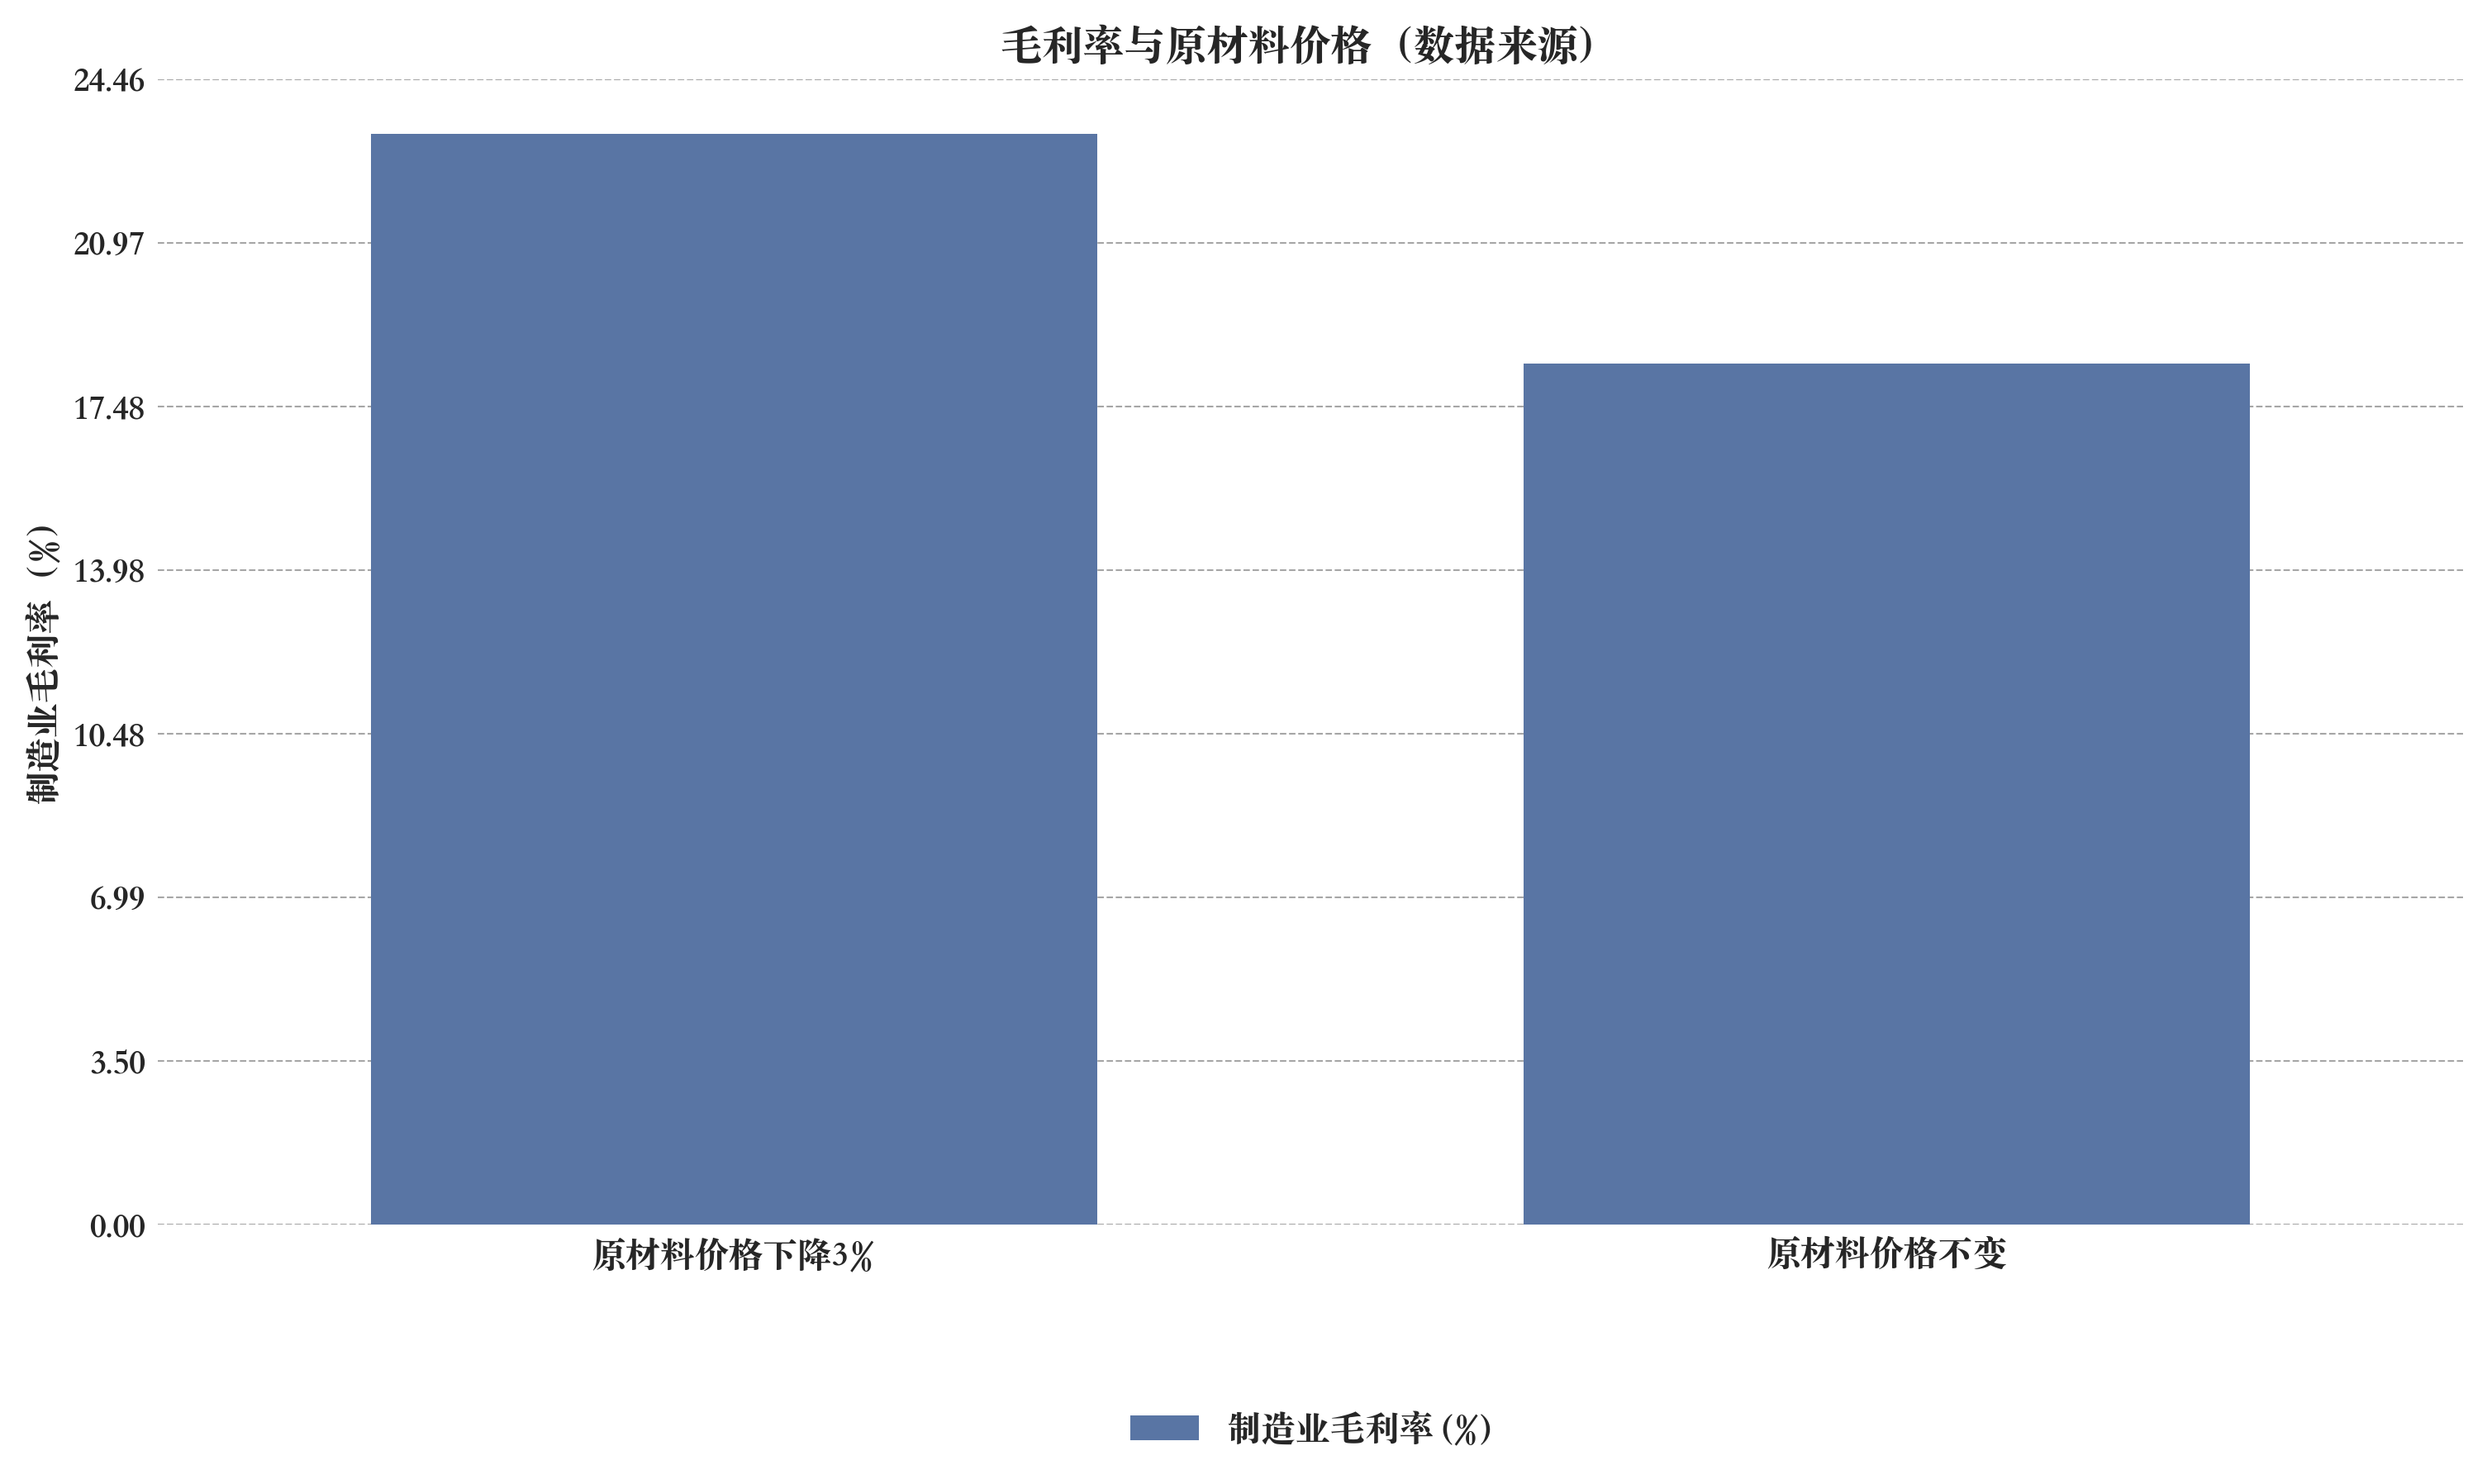 毛利率与原材料价格（数据来源）
24.46
20.97
17.48
13.98
10.48
6.99
3.50
0.00
制造业毛利率（%）
原材料价格下降3%
原材料价格不变
制造业毛利率 (%)